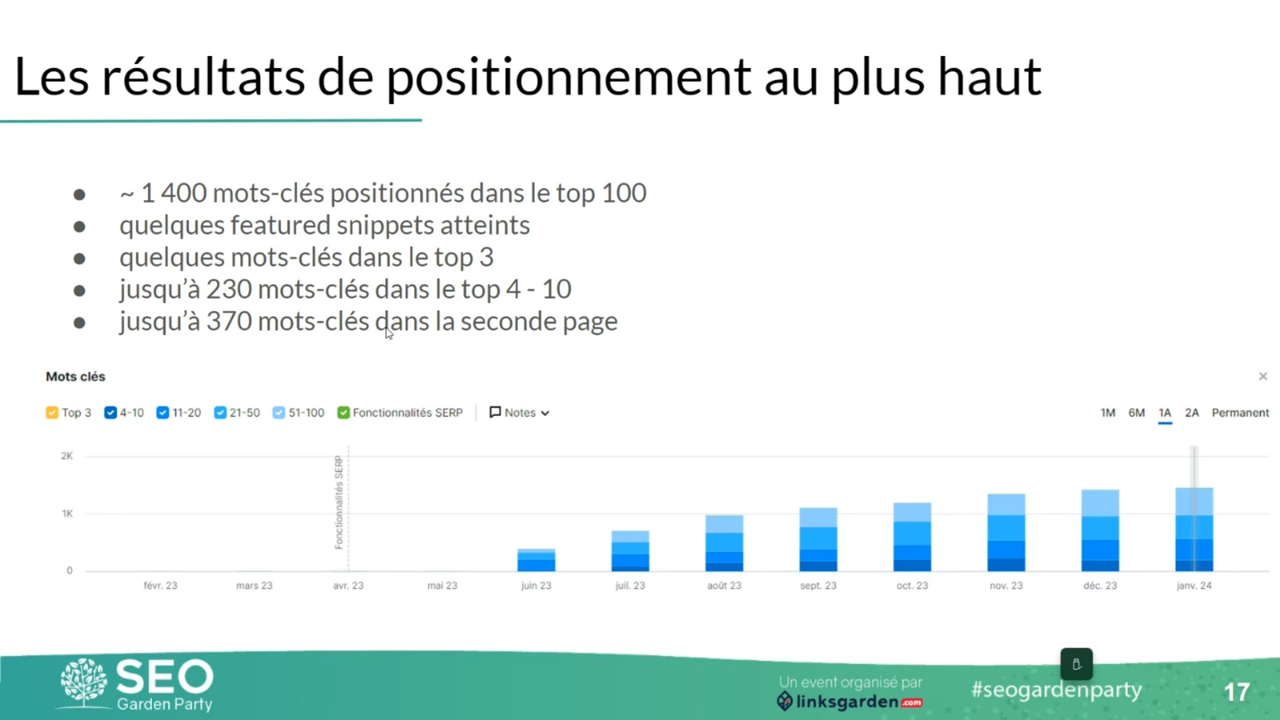 Les résultats de positionnement au plus haut
● ~ 1 400 mots-clés positionnés dans le top 100
● quelques featured snippets atteints
● quelques mots-clés dans le top 3
● jusqu’à 230 mots-clés dans le top 4 - 10
● jusqu’à 370 mots-clés dans la seconde page
Mots clés
Top 3 4-10 11-20 21-50 51-100 Fonctionnalités SERP Notes 1M 6M 1A 2A Permanent
2K
1K
0
Fonctionnalités SERP
févr. 23 mars 23 avr. 23 mai 23 juin 23 juil. 23 août 23 sept. 23 oct. 23 nov. 23 déc. 23 janv. 24
SEO
Garden Party
Un event organisé par
linksgarden.com
#seogardenparty
17